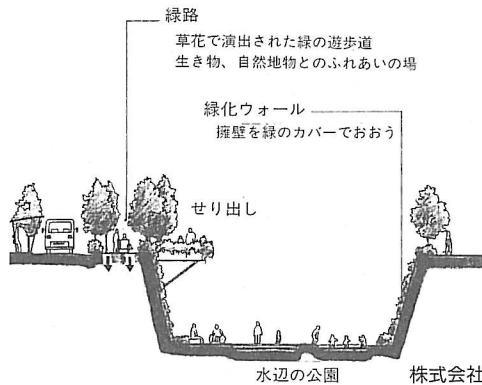 緑路
草花で演出された緑の遊歩道
生き物、自然地物とのふれあいの場
緑化ウォール
擁壁を緑のカバーでおおう
せり出し
水辺の公園
株式会社